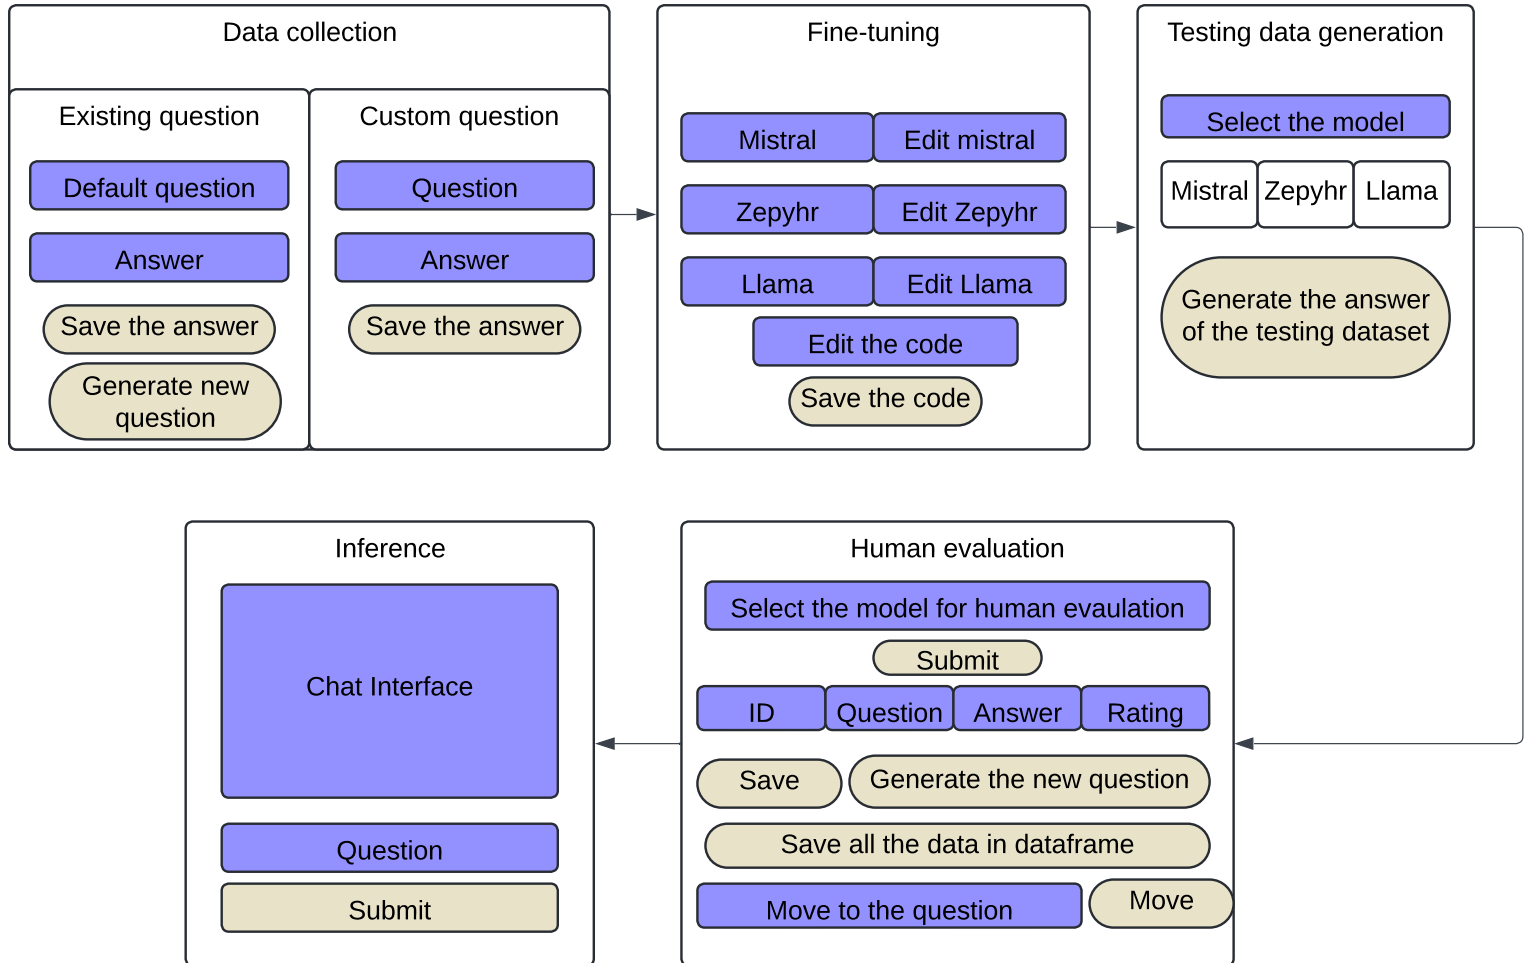 Data collection
Existing question
Default question
Answer
Save the answer
Generate new
question
Custom question
Question
Answer
Save the answer
Fine-tuning
Mistral
Edit mistral
Zepyhr
Edit Zepyhr
Llama
Edit Llama
Edit the code
Save the code
Testing data generation
Select the model
Mistral
Zepyhr
Llama
Generate the answer
of the testing dataset
Human evaluation
Select the model for human evaulation
Submit
ID
Question
Answer
Rating
Save
Generate the new question
Save all the data in dataframe
Move to the question
Move
Inference
Chat Interface
Question
Submit